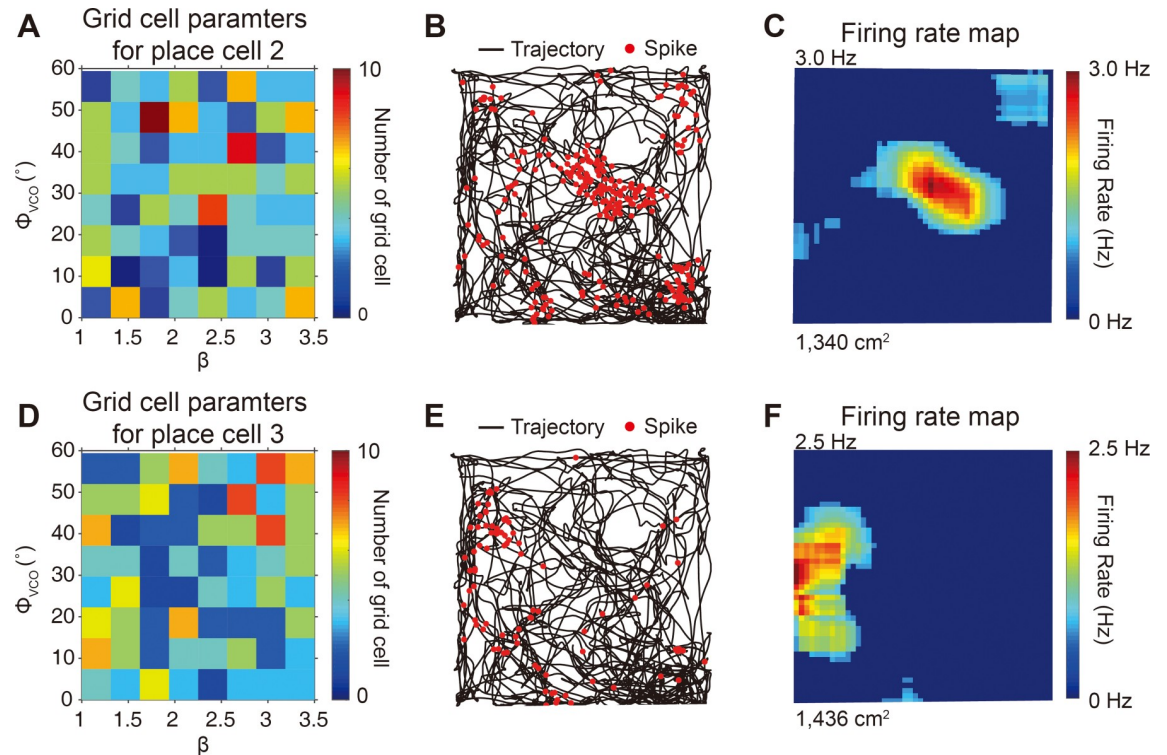 A
Grid cell paramters
for place cell 2
60
50
40
30
20
10
0
Φvco (°)
1 1.5 2 2.5 3 3.5
β
10
0
Number of grid cell
B
Trajectory Spike
C
Firing rate map
3.0 Hz
1,340 cm²
3.0 Hz
0 Hz
Firing Rate (Hz)
D
Grid cell paramters
for place cell 3
60
50
40
30
20
10
0
Φvco (°)
1 1.5 2 2.5 3 3.5
β
10
0
Number of grid cell
E
Trajectory Spike
F
Firing rate map
2.5 Hz
1,436 cm²
2.5 Hz
0 Hz
Firing Rate (Hz)